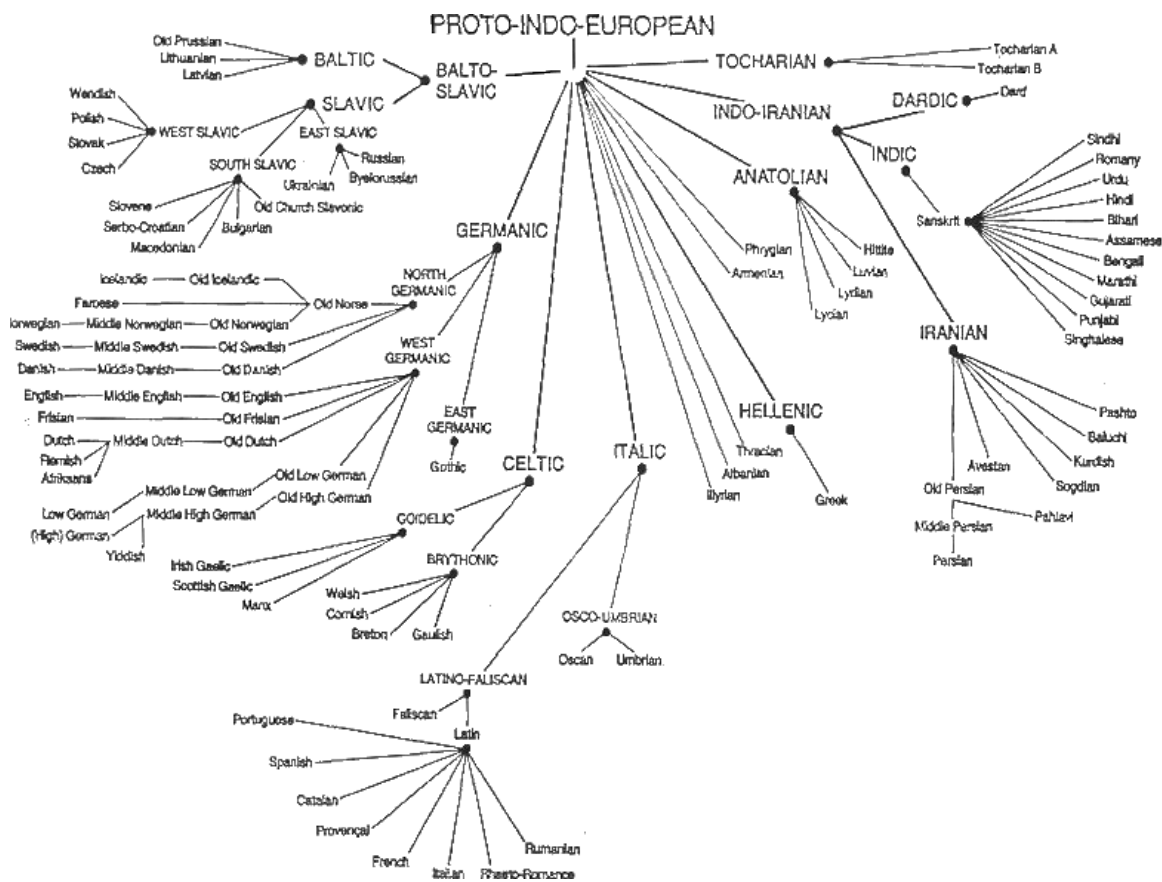 PROTO-INDO-EUROPEAN
Old Prussian
Lithuanian
Latvian
BALTIC
BALTO-
SLAVIC
SLAVIC
Wendish
Polish
Slovak
Czech
WEST SLAVIC
EAST SLAVIC
Russian
Byelorussian
Ukrainian
SOUTH SLAVIC
Slovene
Serbo-Croatian
Macedonian
Bulgarian
Old Church Slavonic
GERMANIC
NORTH
GERMANIC
Icelandic
Old Icelandic
Faroese
Old Norse
Norwegian
Middle Norwegian
Old Norwegian
Swedish
Middle Swedish
Old Swedish
Danish
Middle Danish
Old Danish
WEST
GERMANIC
English
Middle English
Old English
Frisian
Old Frisian
Dutch
Flemish
Afrikaans
Middle Dutch
Old Dutch
Low German
Middle Low German
Old Low German
(High) German
Yiddish
Middle High German
Old High German
EAST
GERMANIC
Gothic
CELTIC
GOIDELIC
Irish Gaelic
Scottish Gaelic
Manx
BRYTHONIC
Welsh
Cornish
Breton
Gaulish
ITALIC
OSCO-UMBRIAN
Oscan
Umbrian
LATINO-FALISCAN
Faliscan
Latin
Portuguese
Spanish
Catalan
Provençal
French
Italian
Rhaeto-Romance
Rumanian
Illyrian
Albanian
Thracian
HELLENIC
Greek
Armenian
Phrygian
ANATOLIAN
Hittite
Luvian
Lydian
Lycian
TOCHARIAN
Tocharian A
Tocharian B
INDO-IRANIAN
DARDIC
Dard
INDIC
Sanskrit
Sindhi
Romany
Urdu
Hindi
Bihari
Assamese
Bengali
Marathi
Gujarati
Punjabi
Singhalese
IRANIAN
Pashto
Baluchi
Kurdish
Sogdian
Avestan
Old Persian
Pahlavi
Middle Persian
Persian